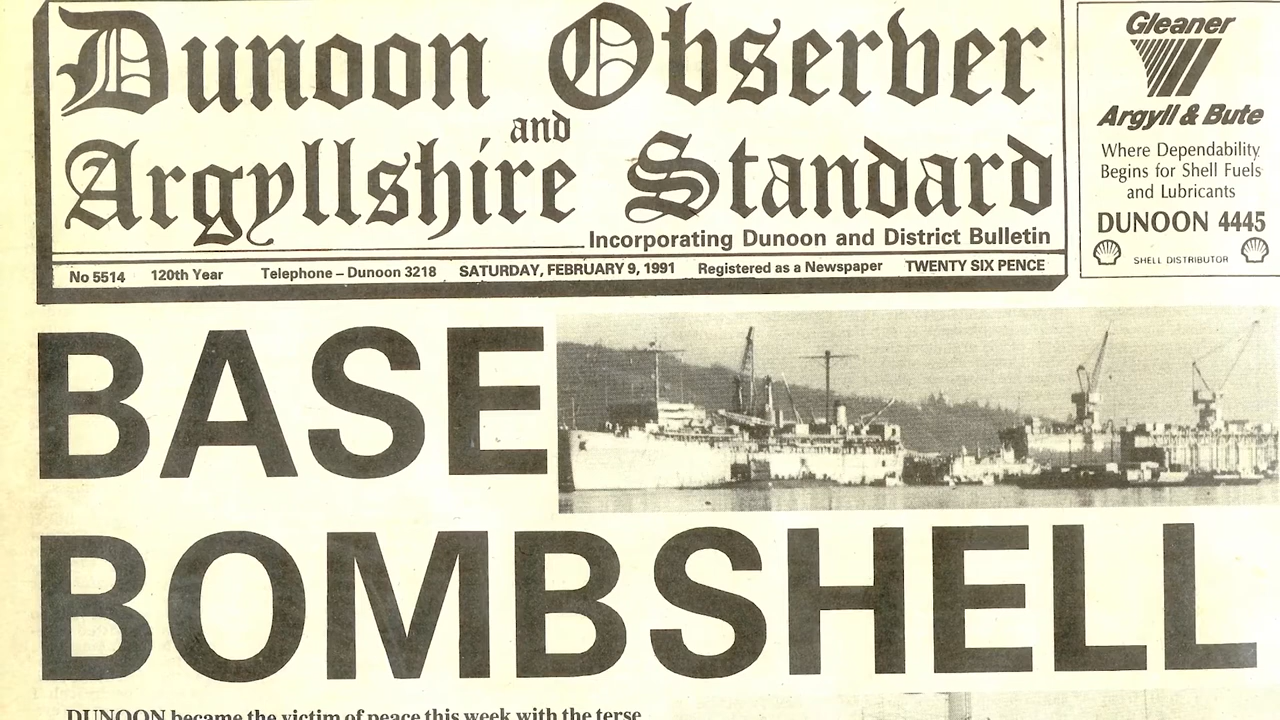 Dunoon Observer
and
Argyllshire Standard
Incorporating Dunoon and District Bulletin
No 5514 120th Year Telephone – Dunoon 3218 SATURDAY, FEBRUARY 9, 1991 Registered as a Newspaper TWENTY SIX PENCE
Gleaner
Argyll & Bute
Where Dependability
Begins for Shell Fuels
and Lubricants
DUNOON 4445
SHELL DISTRIBUTOR
BASE
BOMBSHELL
DUNOON became the victim of peace this week with the terse